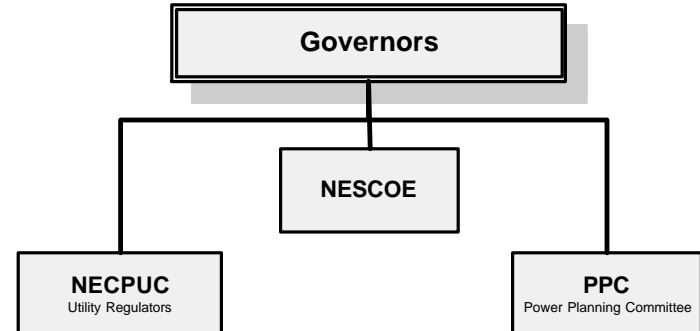 Governors
NESCOE
NECPUC
Utility Regulators
PPC
Power Planning Committee